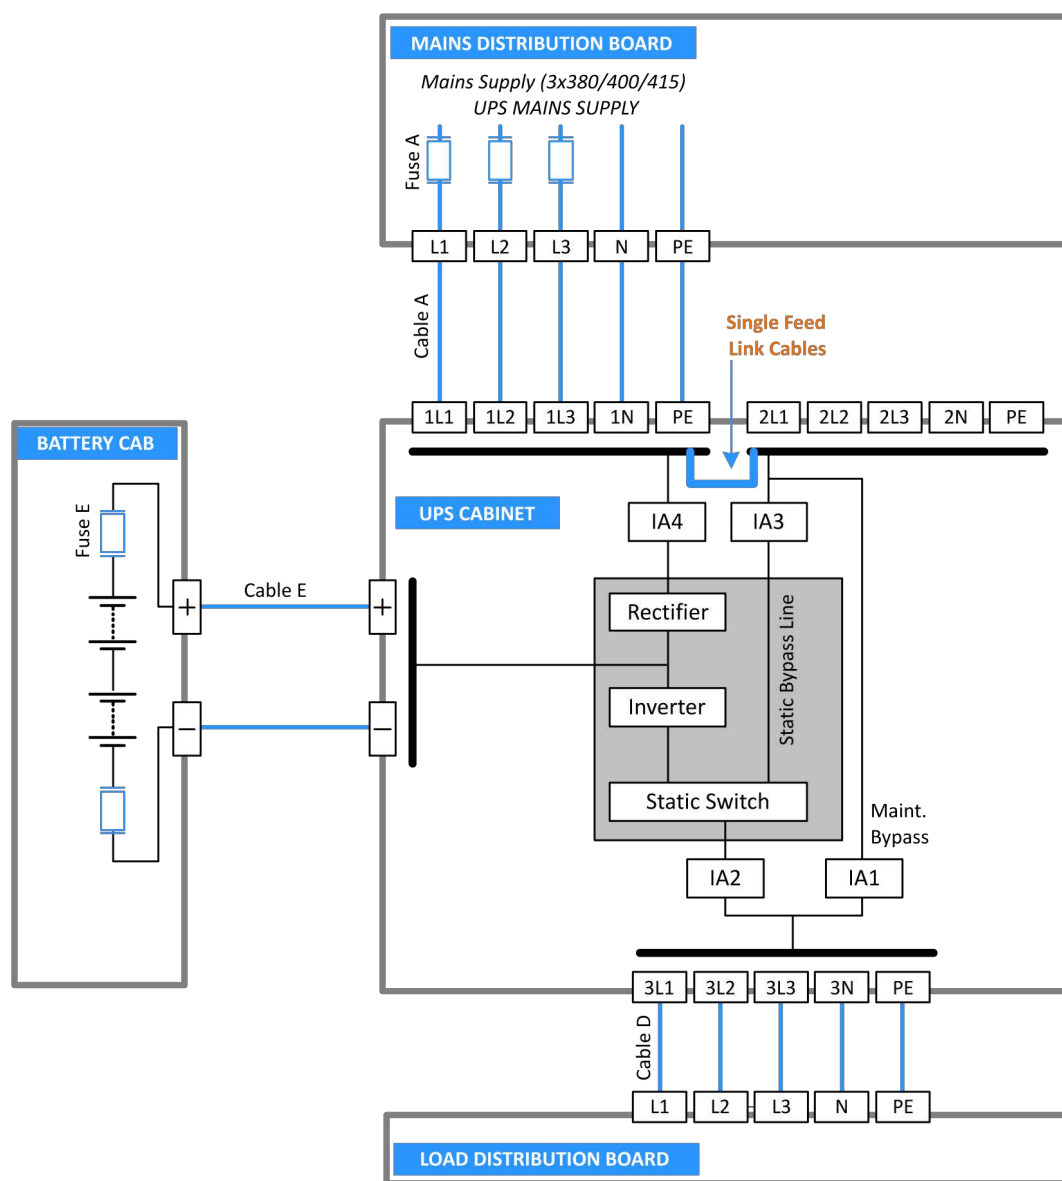 MAINS DISTRIBUTION BOARD
Mains Supply (3x380/400/415)
UPS MAINS SUPPLY
Fuse A
L1 L2 L3 N PE
Cable A
Single Feed
Link Cables
1L1 1L2 1L3 1N PE 2L1 2L2 2L3 2N PE
BATTERY CAB
Fuse E
UPS CABINET
IA4 IA3
Cable E
+ +
Rectifier
Static Bypass Line
Inverter
− −
Static Switch
Maint.
Bypass
IA2 IA1
3L1 3L2 3L3 3N PE
Cable D
L1 L2 L3 N PE
LOAD DISTRIBUTION BOARD